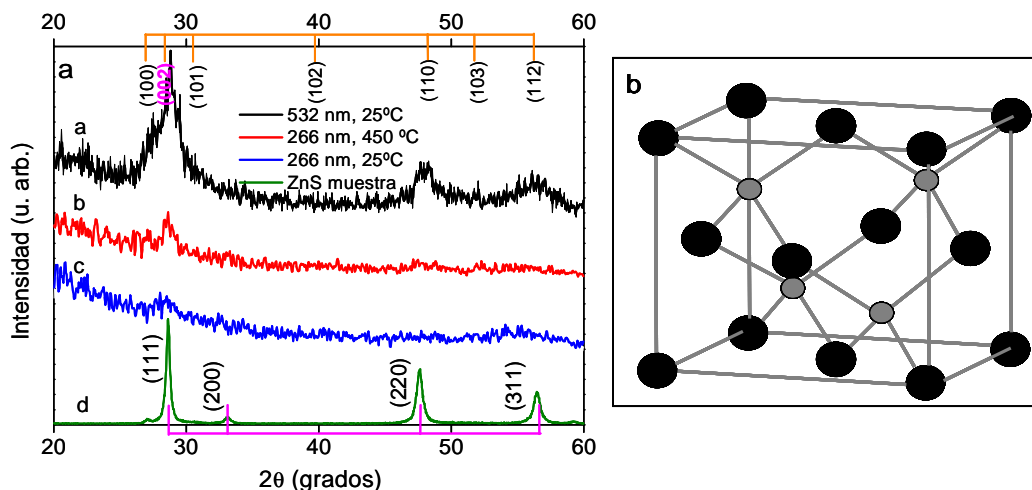 20 30 40 50 60
a
(100)
(002)
(101)
(102)
(110)
(103)
(112)
a
532 nm, 25ºC
266 nm, 450 ºC
266 nm, 25ºC
ZnS muestra
b
c
(111)
(200)
(220)
(311)
d
20 30 40 50 60
2θ (grados)
Intensidad (u. arb.)
b